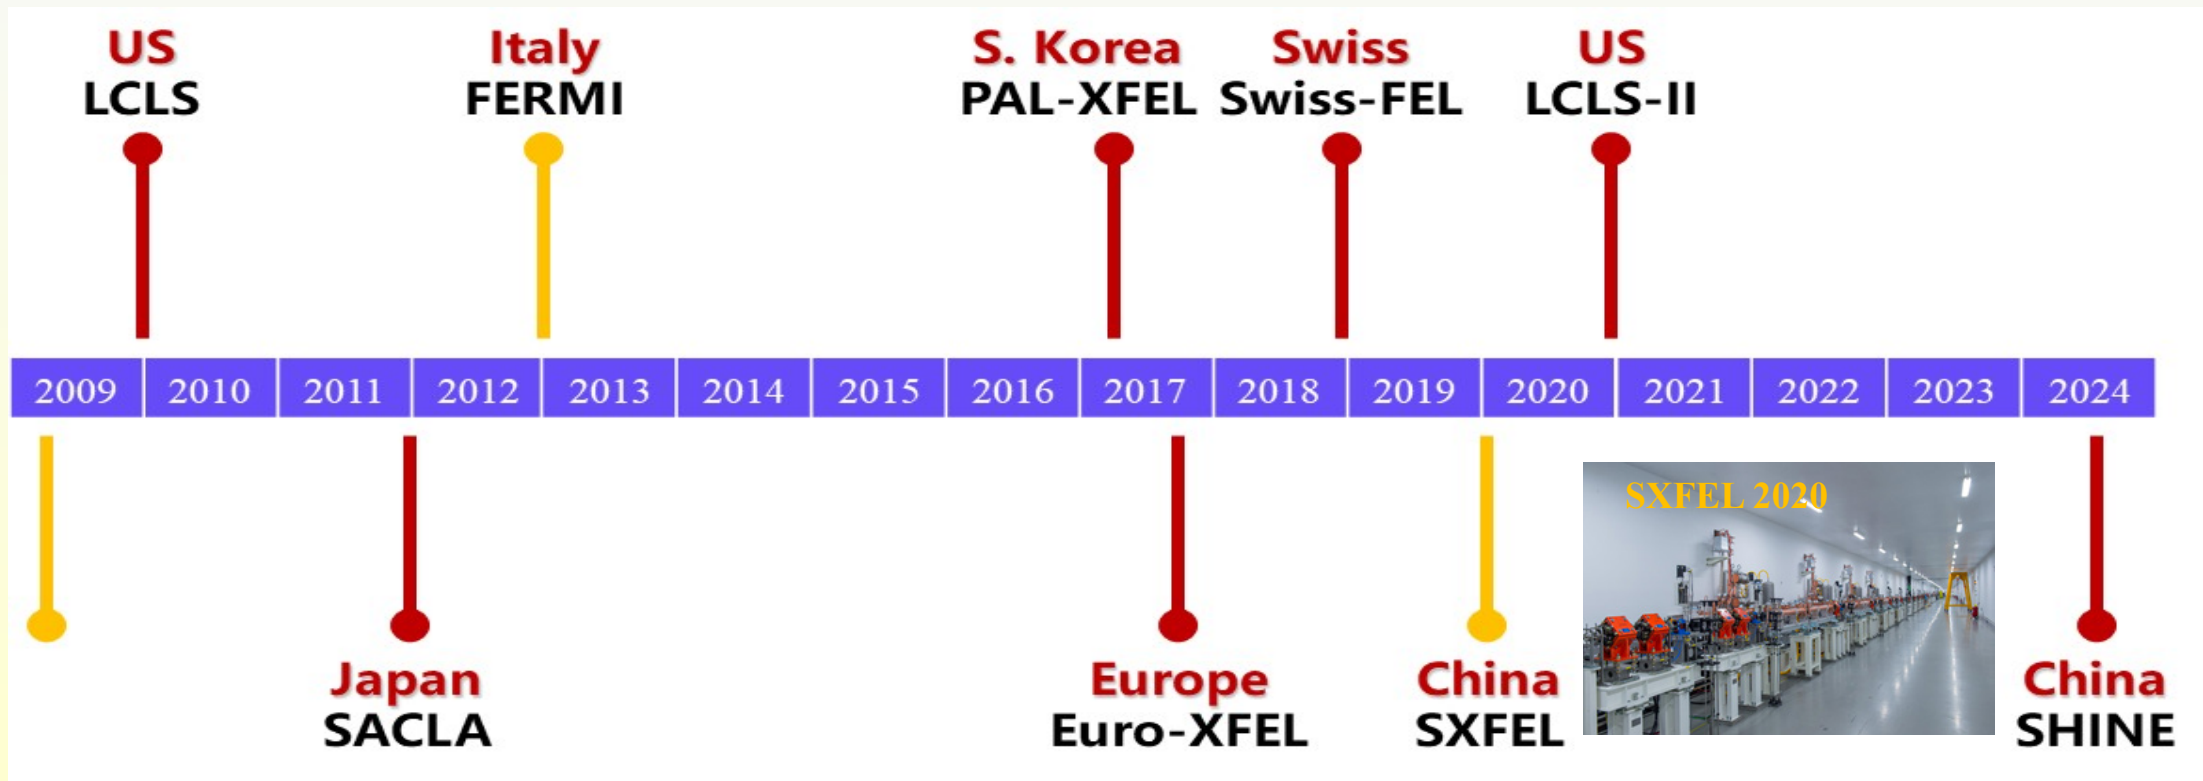 US
LCLS
Italy
FERMI
S. Korea
PAL-XFEL
Swiss
Swiss-FEL
US
LCLS-II
2009
2010
2011
2012
2013
2014
2015
2016
2017
2018
2019
2020
2021
2022
2023
2024
SXFEL 2020
Japan
SACLA
Europe
Euro-XFEL
China
SXFEL
China
SHINE